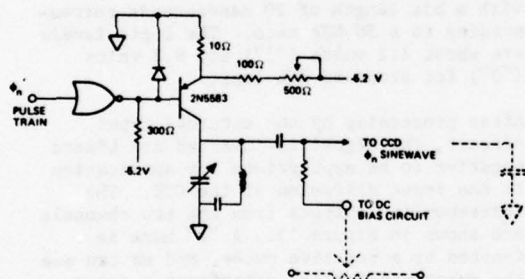 10Ω
100Ω
500Ω
-5.2V
ϕn
PULSE
TRAIN
2N5583
300Ω
-5.2V
TO CCD
ϕn SINEWAVE
TO DC
BIAS CIRCUIT